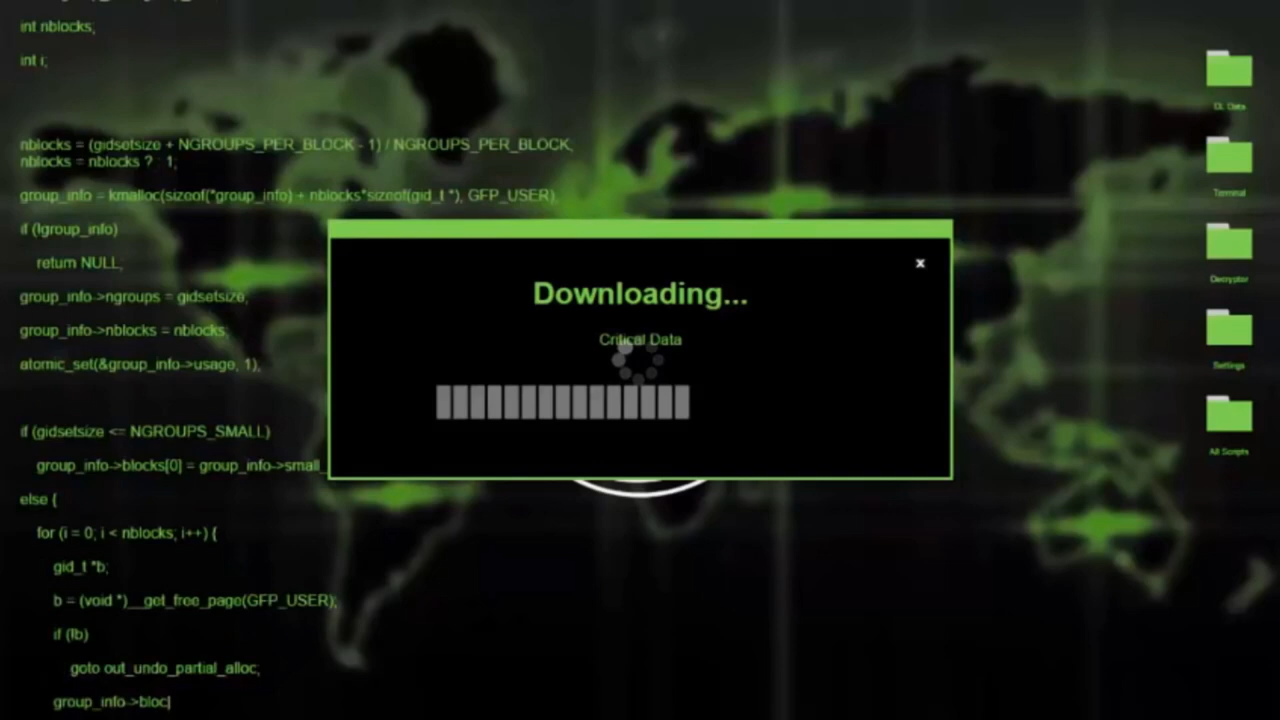 int nblocks;
int i;
nblocks = (gidsetsize + NGROUPS_PER_BLOCK - 1) / NGROUPS_PER_BLOCK;
nblocks = nblocks ? : 1;
group_info = kmalloc(sizeof(*group_info) + nblocks*sizeof(gid_t *), GFP_USER);
if (!group_info)
return NULL;
group_info->ngroups = gidsetsize;
group_info->nblocks = nblocks;
atomic_set(&group_info->usage, 1);
if (gidsetsize <= NGROUPS_SMALL)
group_info->blocks[0] = group_info->small_
else {
for (i = 0; i < nblocks; i++) {
gid_t *b;
b = (void *)__get_free_page(GFP_USER);
if (!b)
goto out_undo_partial_alloc;
group_info->bloc
x
Downloading...
Critical Data
DL Data
Terminal
Decryptor
Settings
All Scripts